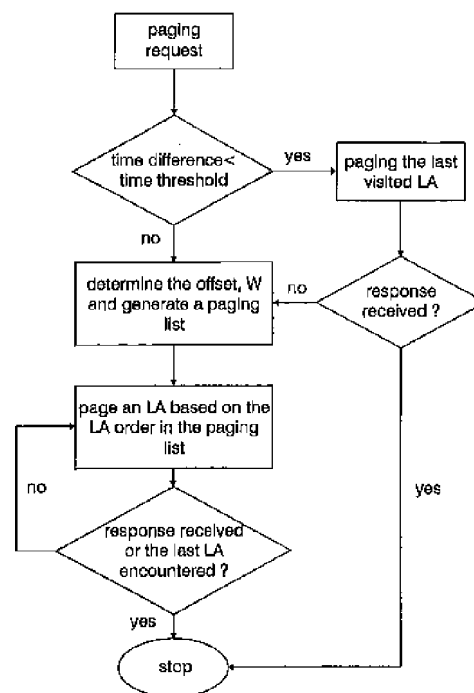 paging
request
time difference<
time threshold
yes
paging the last
visited LA
no
determine the offset, W
and generate a paging
list
no
response
received ?
page an LA based on the
LA order in the paging
list
no
yes
response received
or the last LA
encountered ?
yes
stop